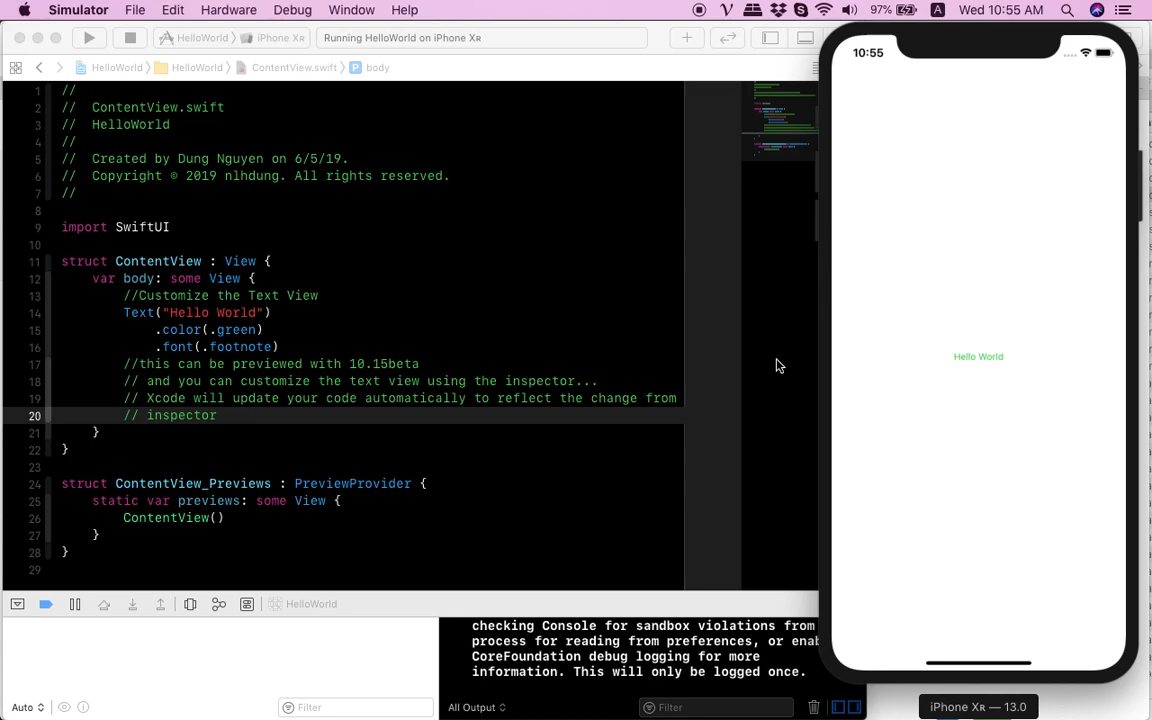 Simulator File Edit Hardware Debug Window Help 97% A Wed 10:55 AM
HelloWorld iPhone XR Running HelloWorld on iPhone XR
HelloWorld HelloWorld ContentView.swift P body
1 //
2 // ContentView.swift
3 // HelloWorld
4 //
5 // Created by Dung Nguyen on 6/5/19.
6 // Copyright © 2019 nlhdung. All rights reserved.
7 //
8
9 import SwiftUI
10
11 struct ContentView : View {
12 var body: some View {
13 //Customize the Text View
14 Text("Hello World")
15 .color(.green)
16 .font(.footnote)
17 //this can be previewed with 10.15beta
18 // and you can customize the text view using the inspector...
19 // Xcode will update your code automatically to reflect the change from
20 // inspector
21 }
22 }
23
24 struct ContentView_Previews : PreviewProvider {
25 static var previews: some View {
26 ContentView()
27 }
28 }
29
HelloWorld
checking Console for sandbox violations from
process for reading from preferences, or enab
CoreFoundation debug logging for more
information. This will only be logged once.
Auto Filter All Output Filter
10:55
Hello World
iPhone XR — 13.0